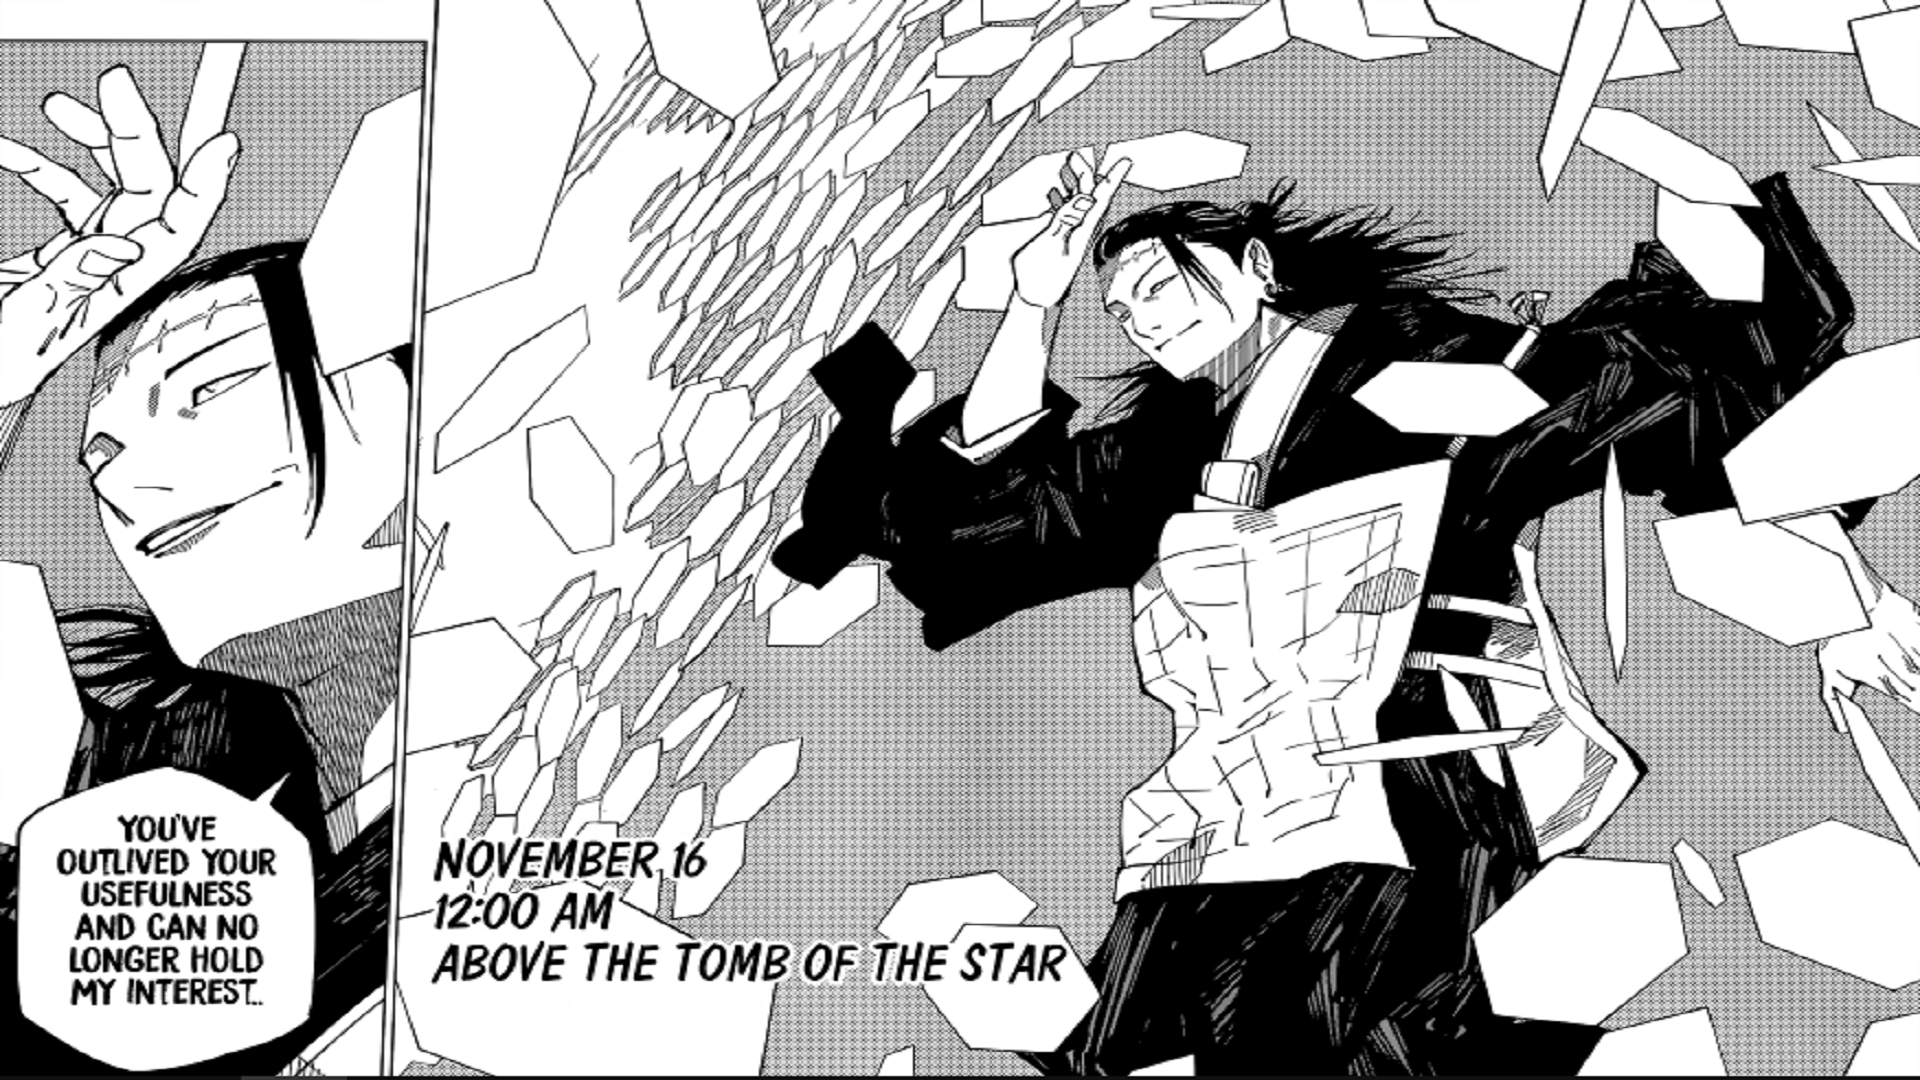 YOU'VE
OUTLIVED YOUR
USEFULNESS
AND CAN NO
LONGER HOLD
MY INTEREST..
NOVEMBER 16
12:00 AM
ABOVE THE TOMB OF THE STAR